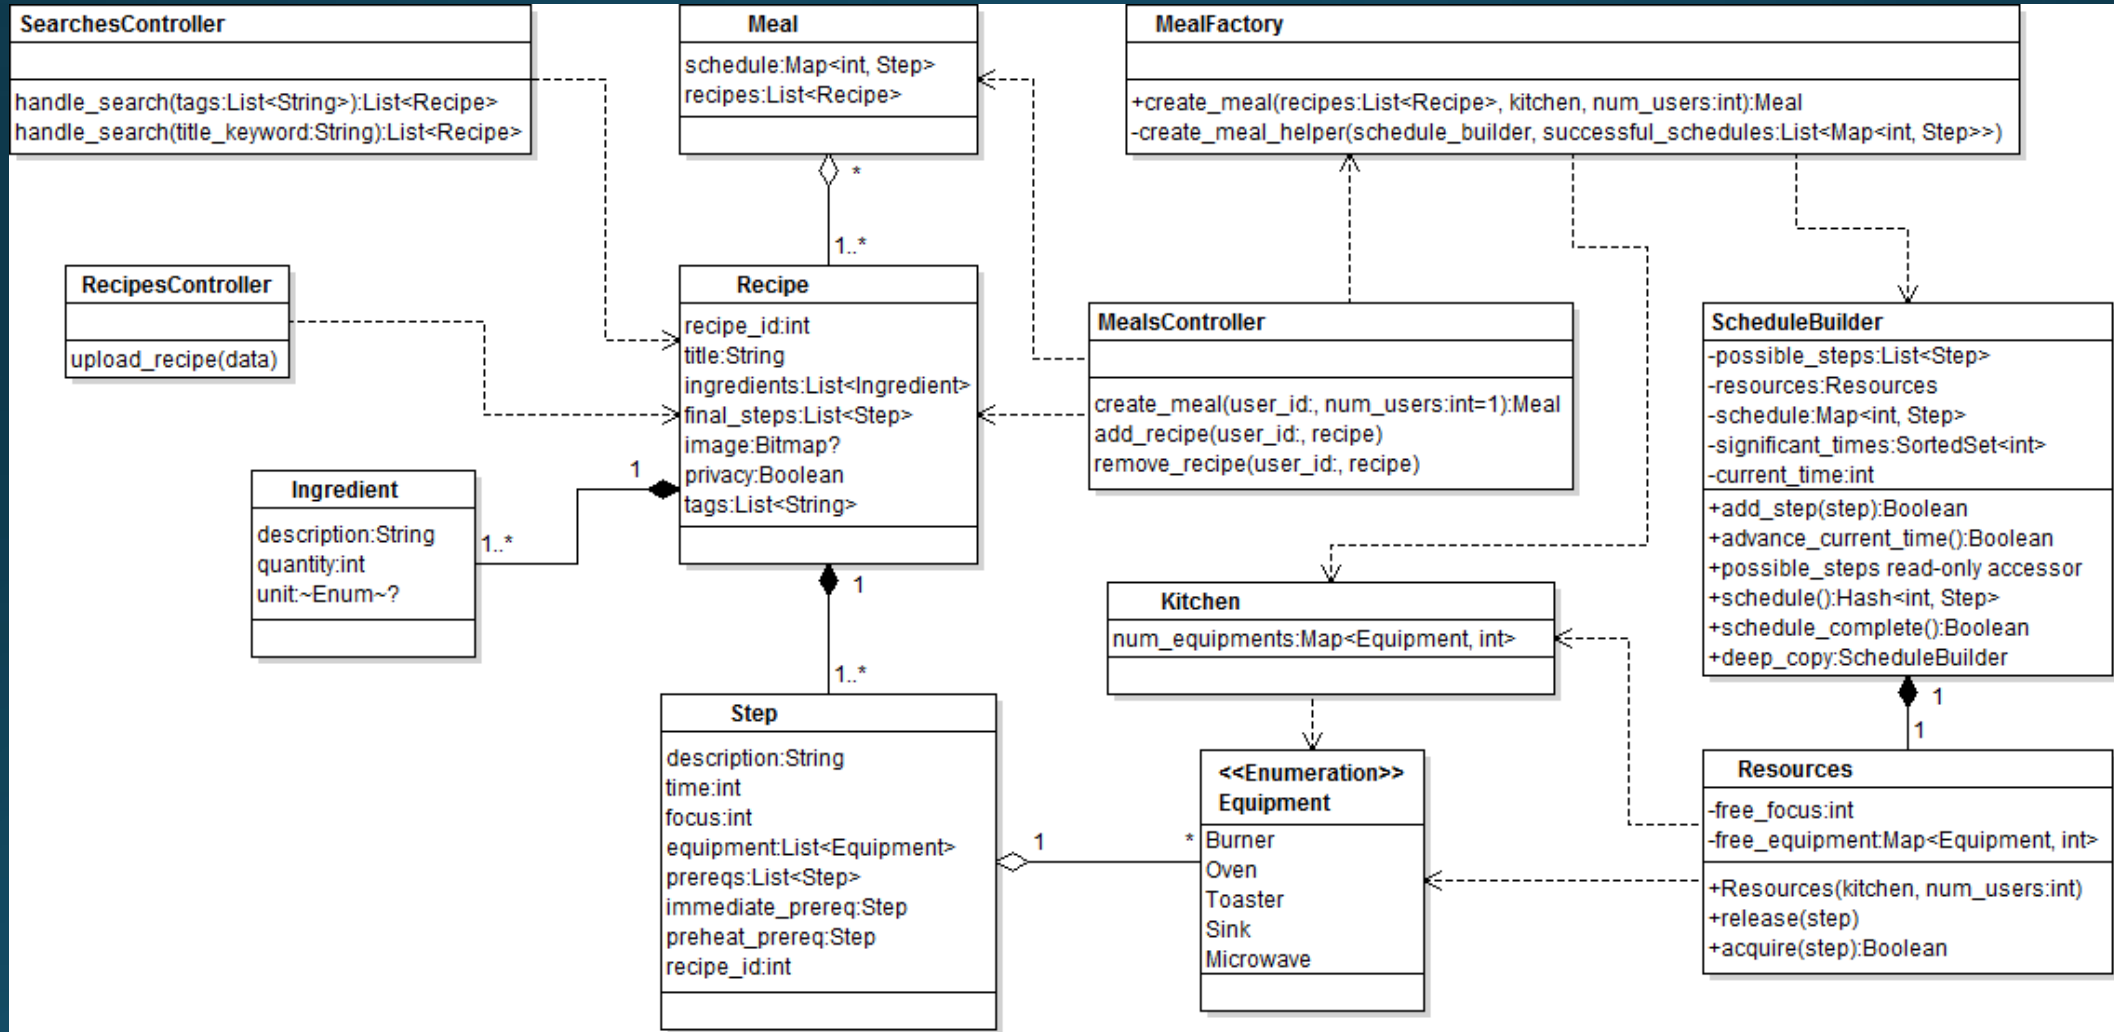 SearchesController
handle_search(tags:List<String>):List<Recipe>
handle_search(title_keyword:String):List<Recipe>
Meal
schedule:Map<int, Step>
recipes:List<Recipe>
MealFactory
+create_meal(recipes:List<Recipe>, kitchen, num_users:int):Meal
-create_meal_helper(schedule_builder, successful_schedules:List<Map<int, Step>>)
*
1..*
RecipesController
upload_recipe(data)
Recipe
recipe_id:int
title:String
ingredients:List<Ingredient>
final_steps:List<Step>
image:Bitmap?
privacy:Boolean
tags:List<String>
MealsController
create_meal(user_id:, num_users:int=1):Meal
add_recipe(user_id:, recipe)
remove_recipe(user_id:, recipe)
ScheduleBuilder
-possible_steps:List<Step>
-resources:Resources
-schedule:Map<int, Step>
-significant_times:SortedSet<int>
-current_time:int
+add_step(step):Boolean
+advance_current_time():Boolean
+possible_steps read-only accessor
+schedule():Hash<int, Step>
+schedule_complete():Boolean
+deep_copy:ScheduleBuilder
1
1..*
Ingredient
description:String
quantity:int
unit:~Enum~?
1
1..*
Kitchen
num_equipments:Map<Equipment, int>
1
1
Step
description:String
time:int
focus:int
equipment:List<Equipment>
prereqs:List<Step>
immediate_prereq:Step
preheat_prereq:Step
recipe_id:int
1
*
<<Enumeration>>
Equipment
Burner
Oven
Toaster
Sink
Microwave
Resources
-free_focus:int
-free_equipment:Map<Equipment, int>
+Resources(kitchen, num_users:int)
+release(step)
+acquire(step):Boolean